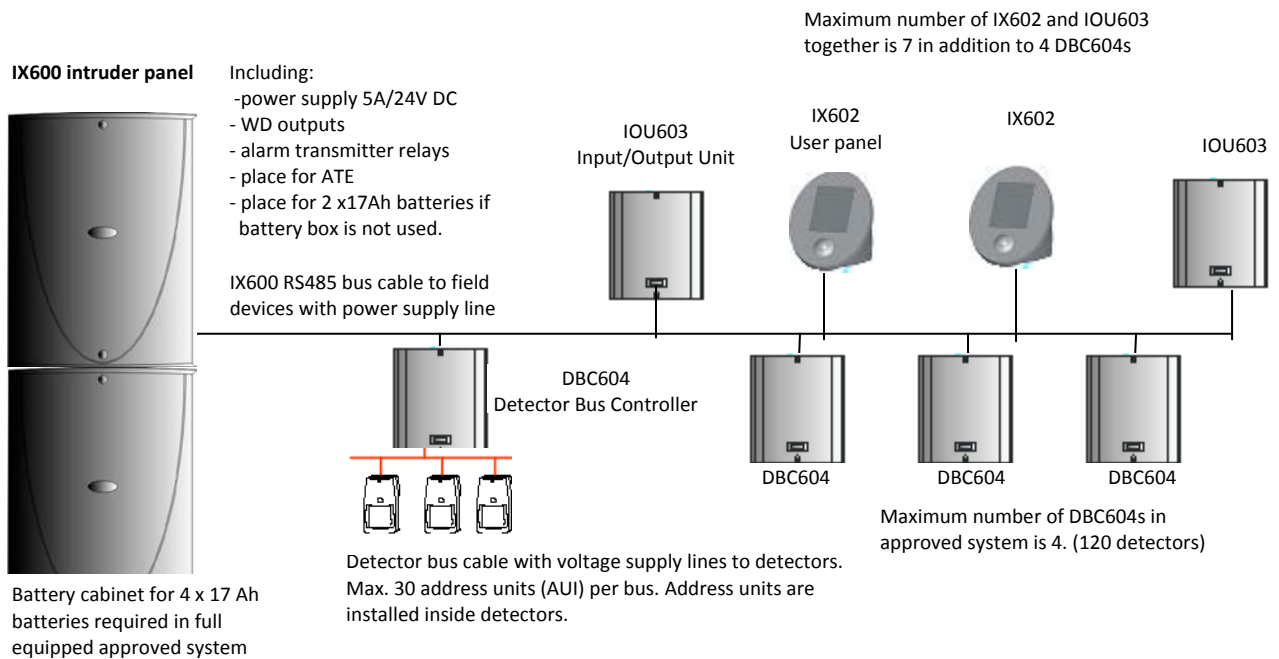 Maximum number of IX602 and IOU603
together is 7 in addition to 4 DBC604s
IX600 intruder panel
Including:
-power supply 5A/24V DC
- WD outputs
- alarm transmitter relays
- place for ATE
- place for 2 x17Ah batteries if
battery box is not used.
IX600 RS485 bus cable to field
devices with power supply line
IOU603
Input/Output Unit
IX602
User panel
IX602
IOU603
DBC604
Detector Bus Controller
DBC604
DBC604
DBC604
Maximum number of DBC604s in
approved system is 4. (120 detectors)
Detector bus cable with voltage supply lines to detectors.
Max. 30 address units (AUI) per bus. Address units are
installed inside detectors.
Battery cabinet for 4 x 17 Ah
batteries required in full
equipped approved system